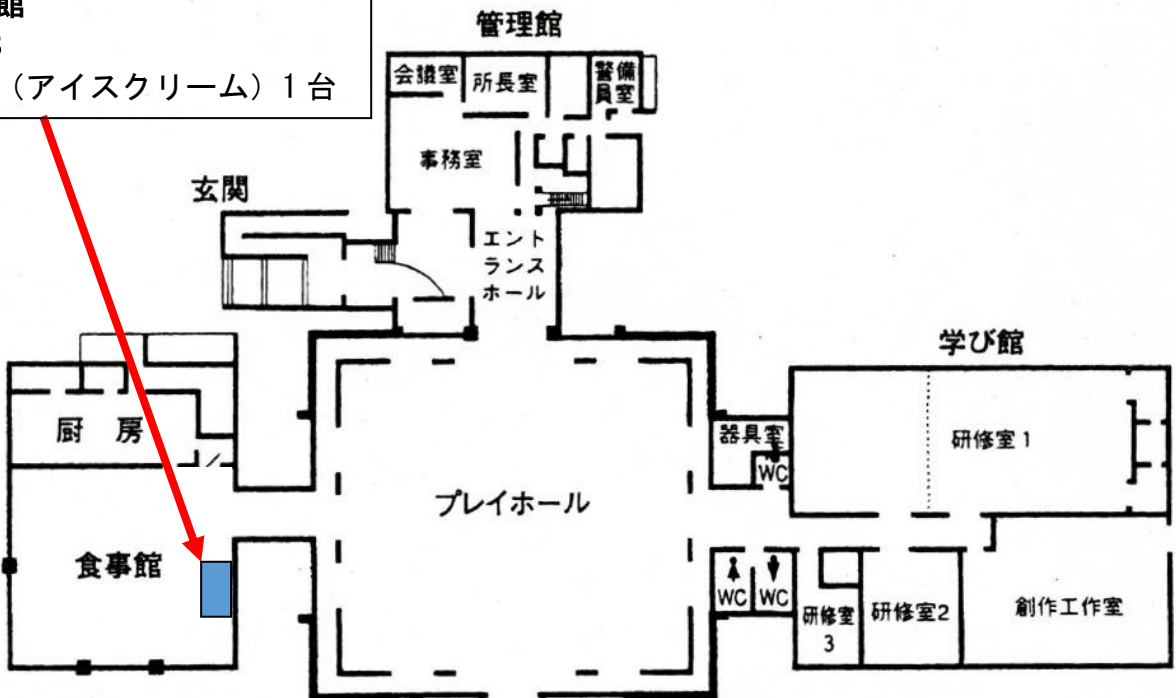 館
（アイスクリーム）１台
管理館
会議室
所長室
警備
員室
事務室
玄関
エント
ランス
ホール
学び館
厨　房
器具室
WC
研修室１
プレイホール
食事館
WC
WC
研修室
3
研修室2
創作工作室